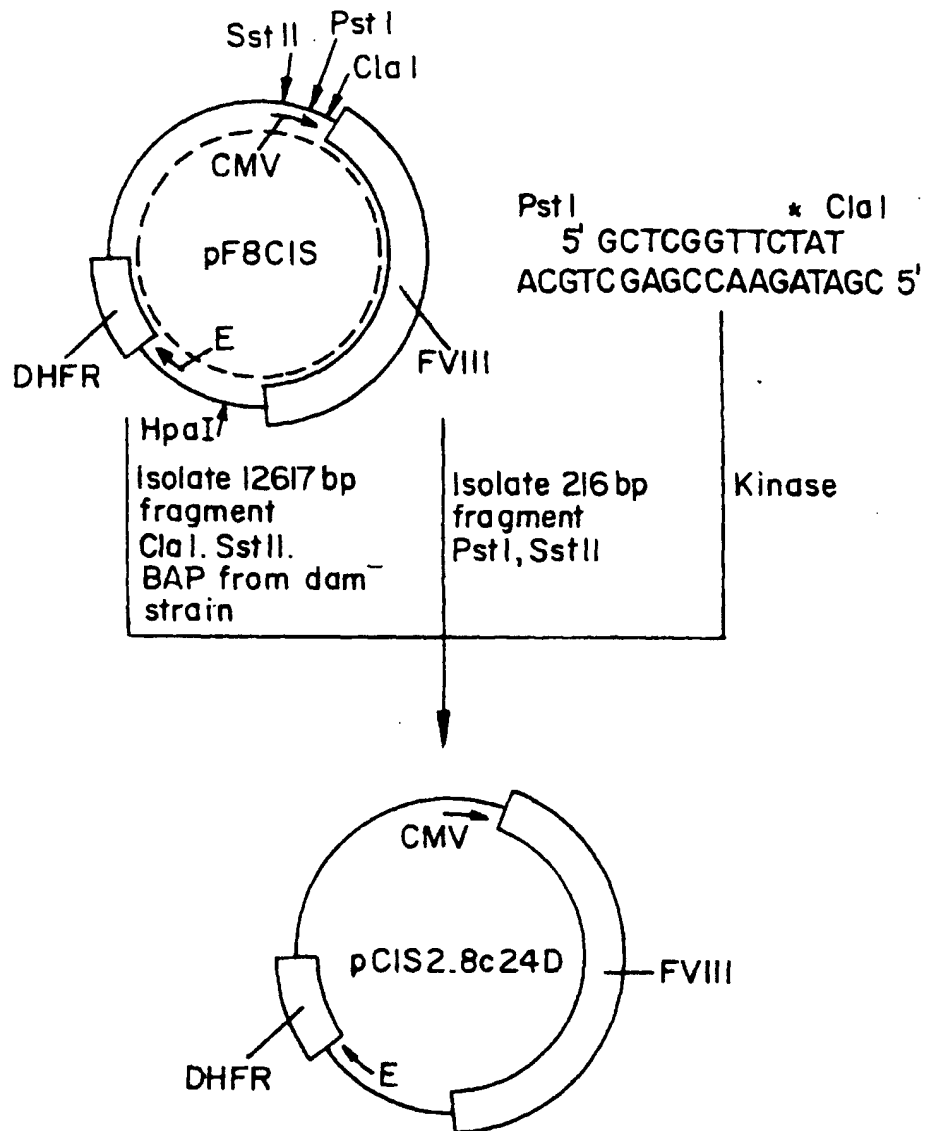 Sst II
Pst I
Cla I
CMV
pF8CIS
DHFR
E
FVIII
HpaI
Pst I * Cla I
5' GCTCGGTTCTAT
ACGTCGAGCCAAGATAGC 5'
Isolate 12617 bp
fragment
Cla I. Sst II.
BAP from dam⁻
strain
Isolate 216 bp
fragment
Pst I, Sst II
Kinase
CMV
pCIS2.8c24D
FVIII
DHFR
E